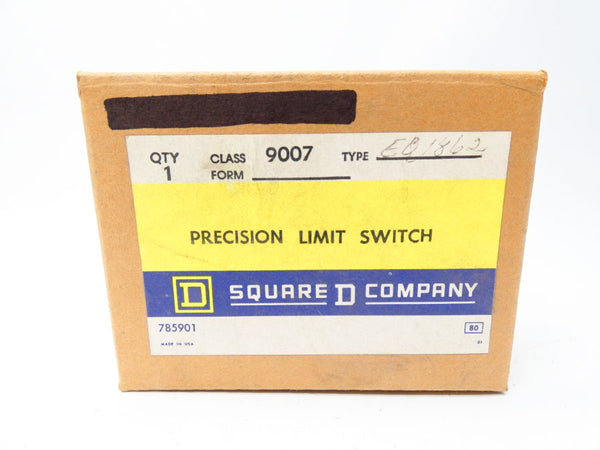 QTY CLASS 9007 TYPE EQ1862
1 FORM
PRECISION LIMIT SWITCH
D SQUARE D COMPANY
785901 80
MADE IN USA